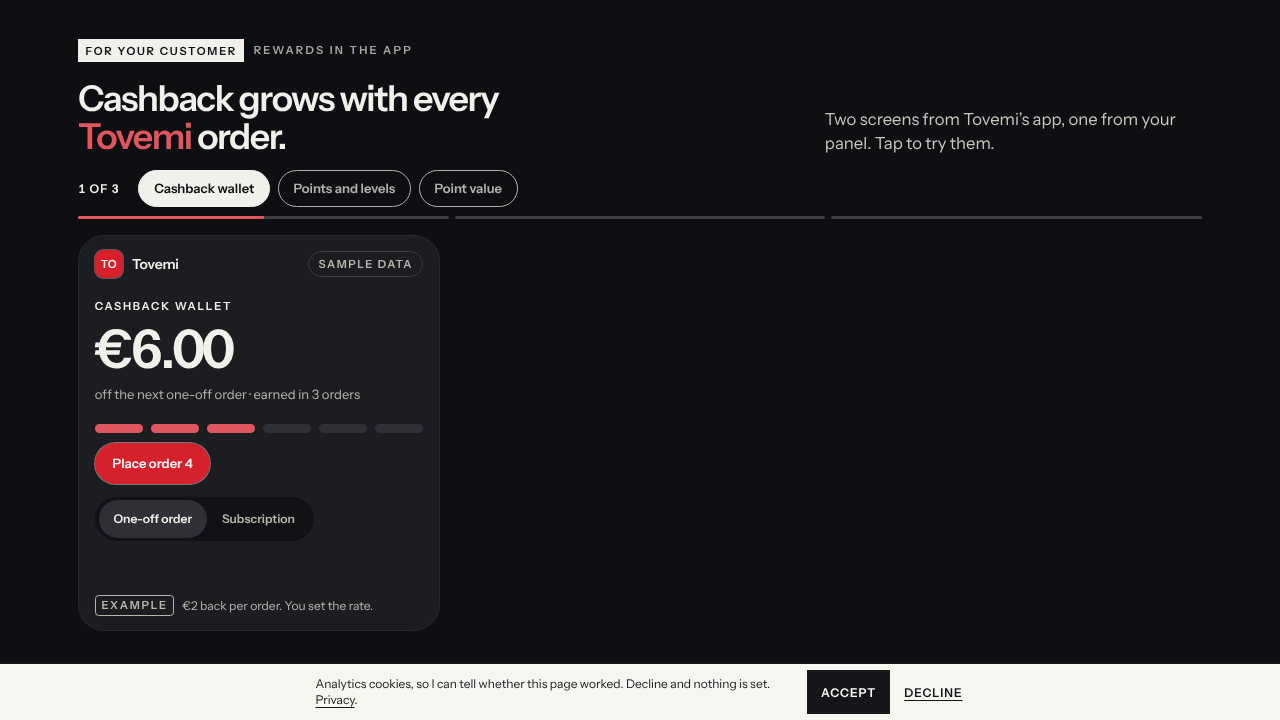 FOR YOUR CUSTOMER REWARDS IN THE APP
Cashback grows with every
Tovemi order.
Two screens from Tovemi's app, one from your
panel. Tap to try them.
1 OF 3 Cashback wallet Points and levels Point value
TO Tovemi SAMPLE DATA
CASHBACK WALLET
€6.00
off the next one-off order · earned in 3 orders
Place order 4
One-off order Subscription
EXAMPLE €2 back per order. You set the rate.
Analytics cookies, so I can tell whether this page worked. Decline and nothing is set.
Privacy.
ACCEPT DECLINE